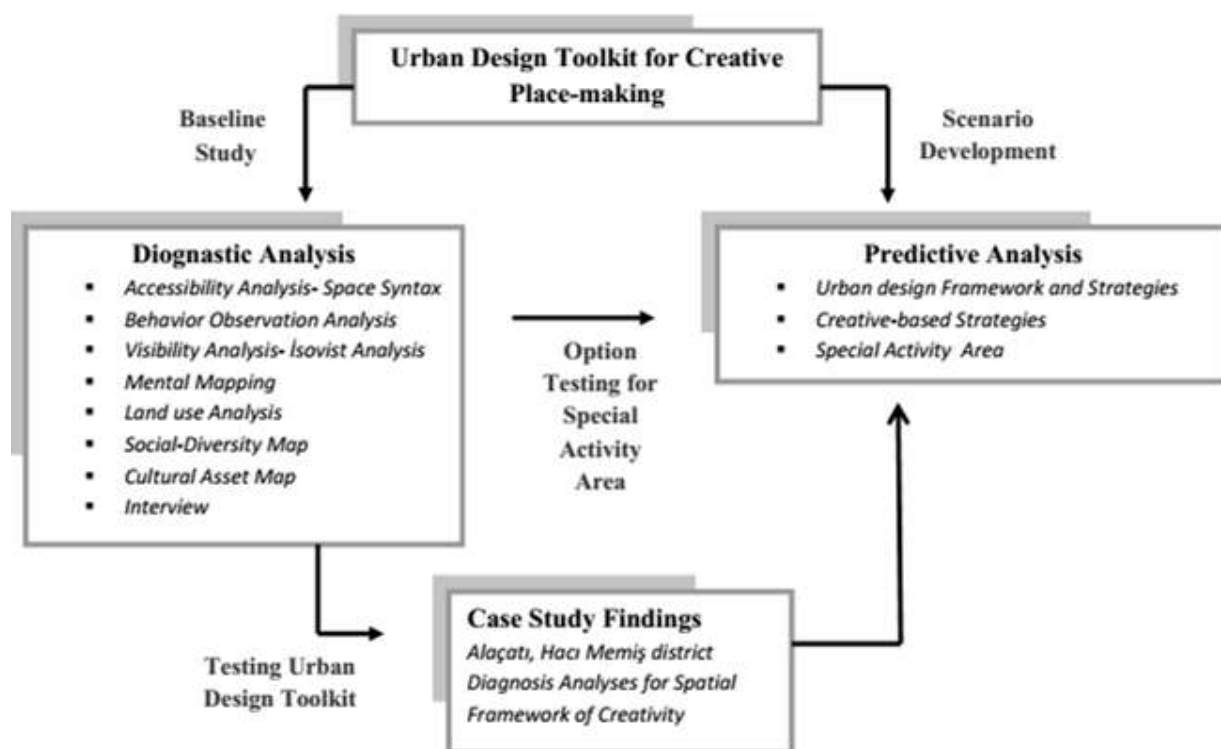 Urban Design Toolkit for Creative
Place-making
Baseline
Study
Scenario
Development
Diognastic Analysis
▪ Accessibility Analysis- Space Syntax
▪ Behavior Observation Analysis
▪ Visibility Analysis- İsovist Analysis
▪ Mental Mapping
▪ Land use Analysis
▪ Social-Diversity Map
▪ Cultural Asset Map
▪ Interview
Option
Testing for
Special
Activity
Area
Predictive Analysis
▪ Urban design Framework and Strategies
▪ Creative-based Strategies
▪ Special Activity Area
Testing Urban
Design Toolkit
Case Study Findings
Alaçatı, Hacı Memiş district
Diagnosis Analyses for Spatial
Framework of Creativity